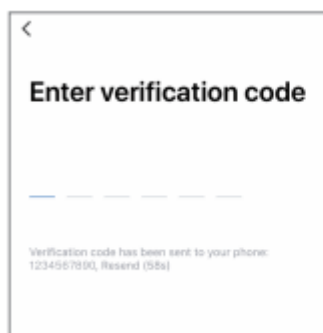 Enter verification code
Verification code has been sent to your phone:
1234567890, Resend (58s)